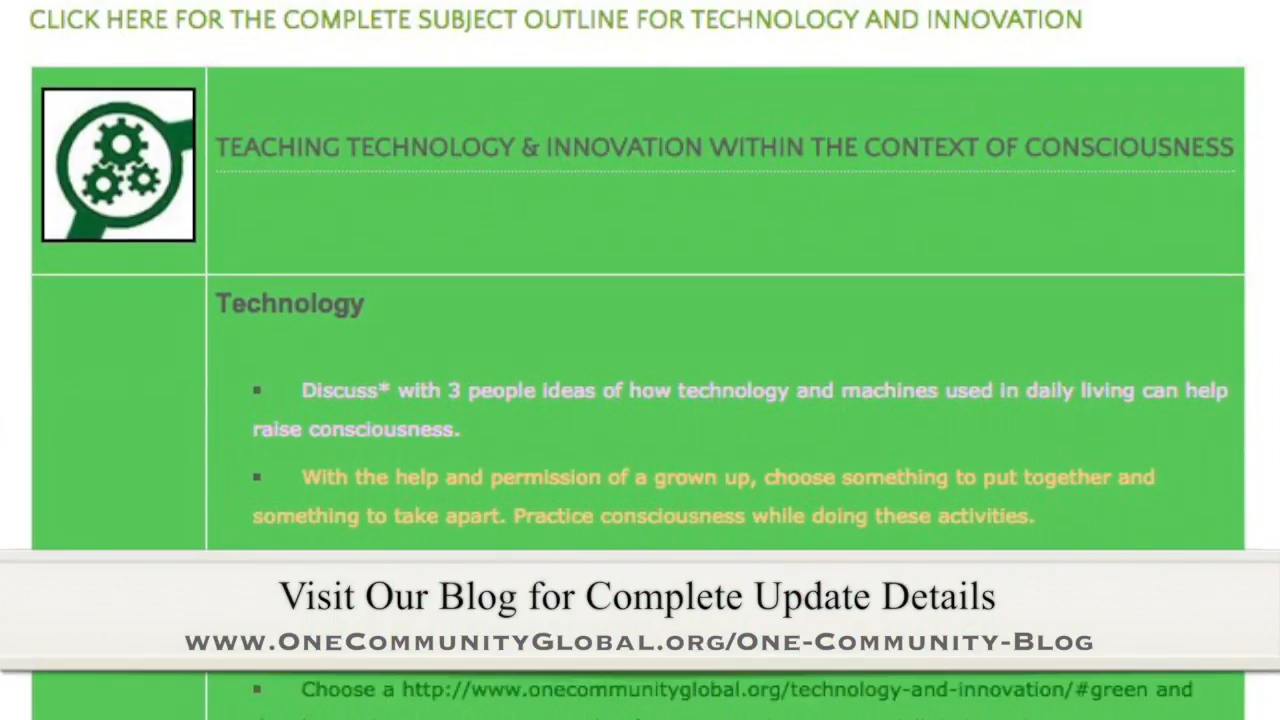 CLICK HERE FOR THE COMPLETE SUBJECT OUTLINE FOR TECHNOLOGY AND INNOVATION
TEACHING TECHNOLOGY & INNOVATION WITHIN THE CONTEXT OF CONSCIOUSNESS
Technology
▪ Discuss* with 3 people ideas of how technology and machines used in daily living can help
raise consciousness.
▪ With the help and permission of a grown up, choose something to put together and
something to take apart. Practice consciousness while doing these activities.
Visit Our Blog for Complete Update Details
www.OneCommunityGlobal.org/One-Community-Blog
▪ Choose a http://www.onecommunityglobal.org/technology-and-innovation/#green and